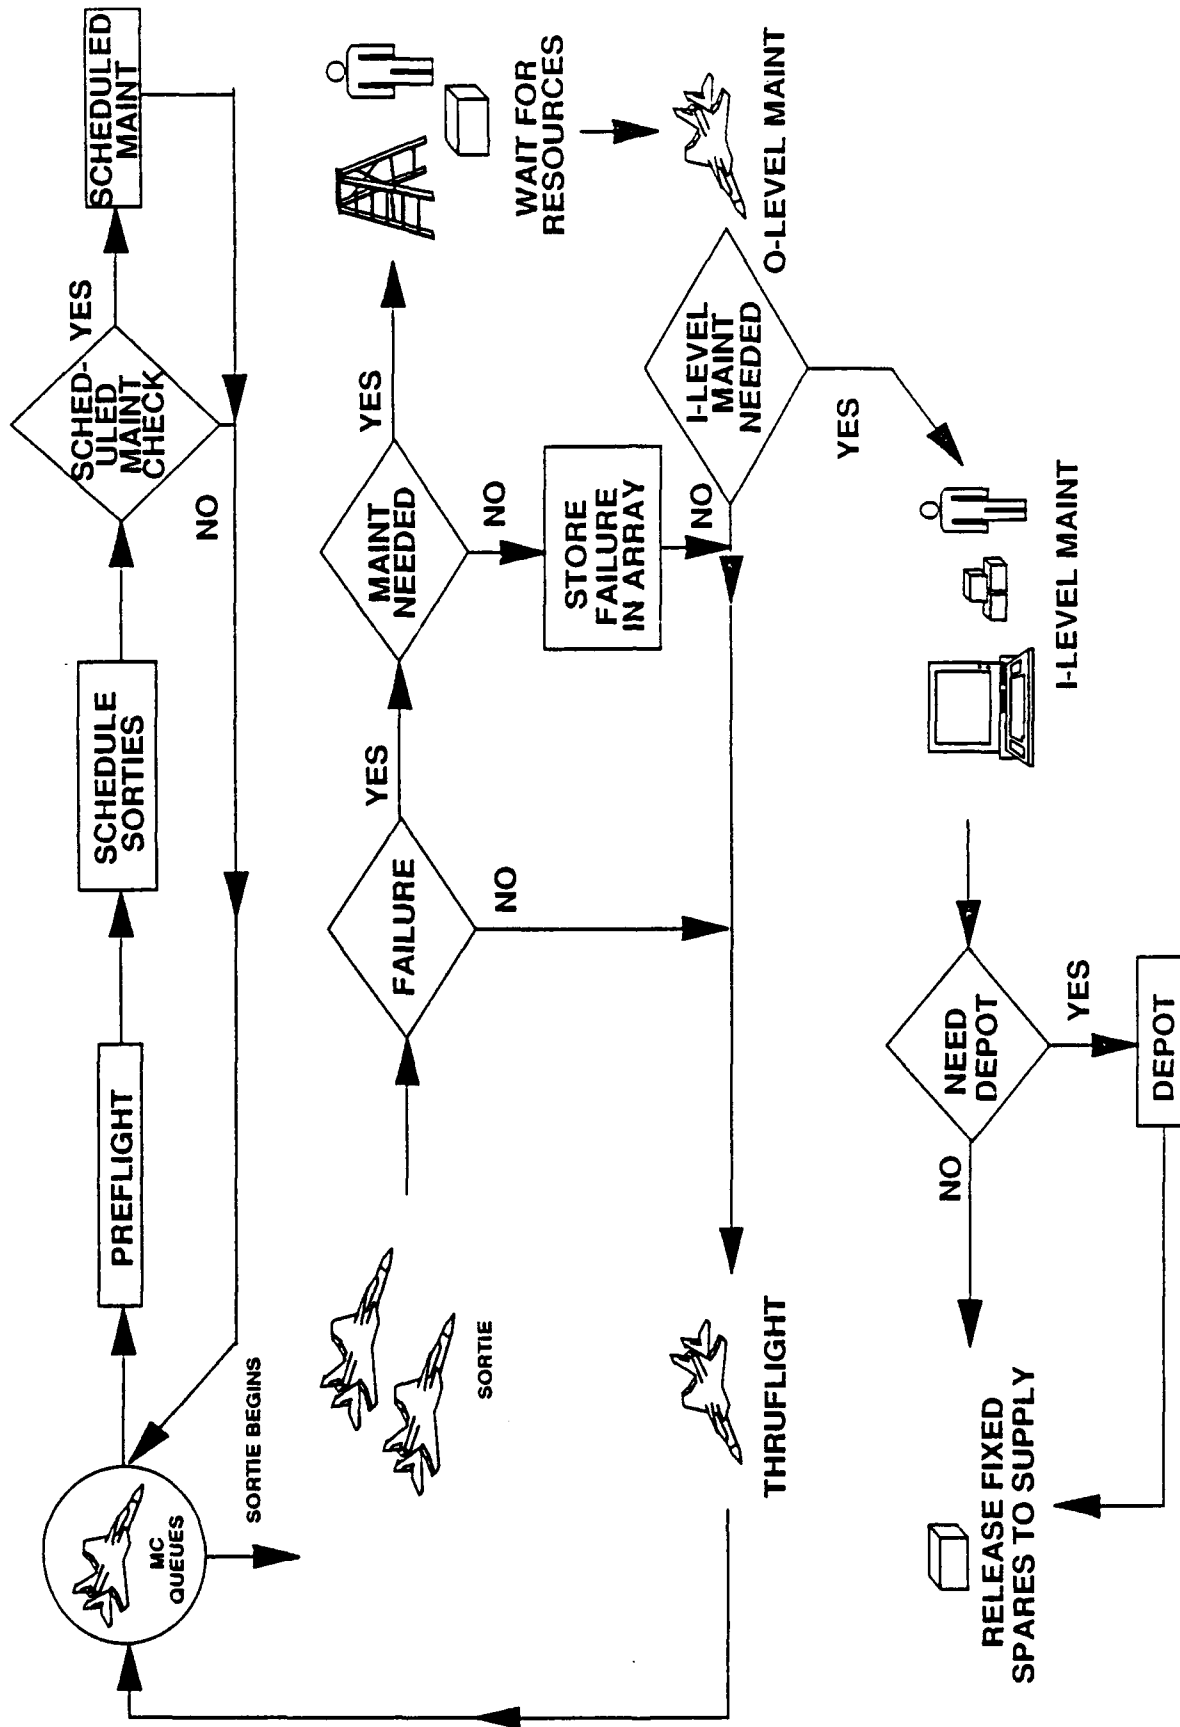 MC
QUEUES
PREFLIGHT
SCHEDULE
SORTIES
SCHED-
ULED
MAINT
CHECK
YES
SCHEDULED
MAINT
NO
SORTIE BEGINS
SORTIE
FAILURE
YES
NO
MAINT
NEEDED
YES
NO
STORE
FAILURE
IN ARRAY
WAIT FOR
RESOURCES
O-LEVEL MAINT
I-LEVEL
MAINT
NEEDED
NO
YES
THRUFLIGHT
I-LEVEL MAINT
NEED
DEPOT
NO
YES
DEPOT
RELEASE FIXED
SPARES TO SUPPLY